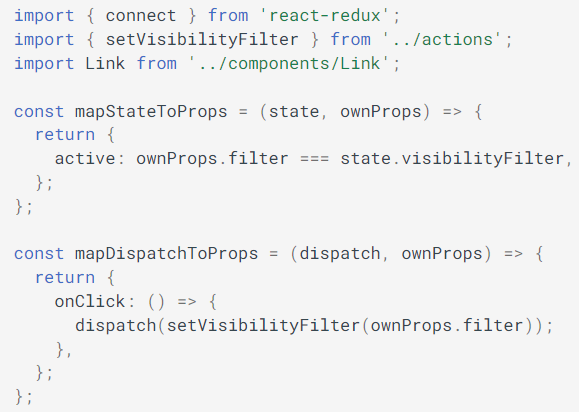 import { connect } from 'react-redux';
import { setVisibilityFilter } from '../actions';
import Link from '../components/Link';

const mapStateToProps = (state, ownProps) => {
  return {
    active: ownProps.filter === state.visibilityFilter,
  };
};

const mapDispatchToProps = (dispatch, ownProps) => {
  return {
    onClick: () => {
      dispatch(setVisibilityFilter(ownProps.filter));
    },
  };
};